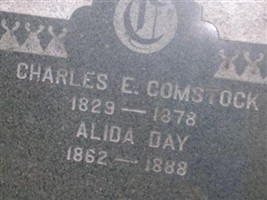 C
CHARLES E. COMSTOCK
1829 — 1878
ALIDA DAY
1862 — 1888